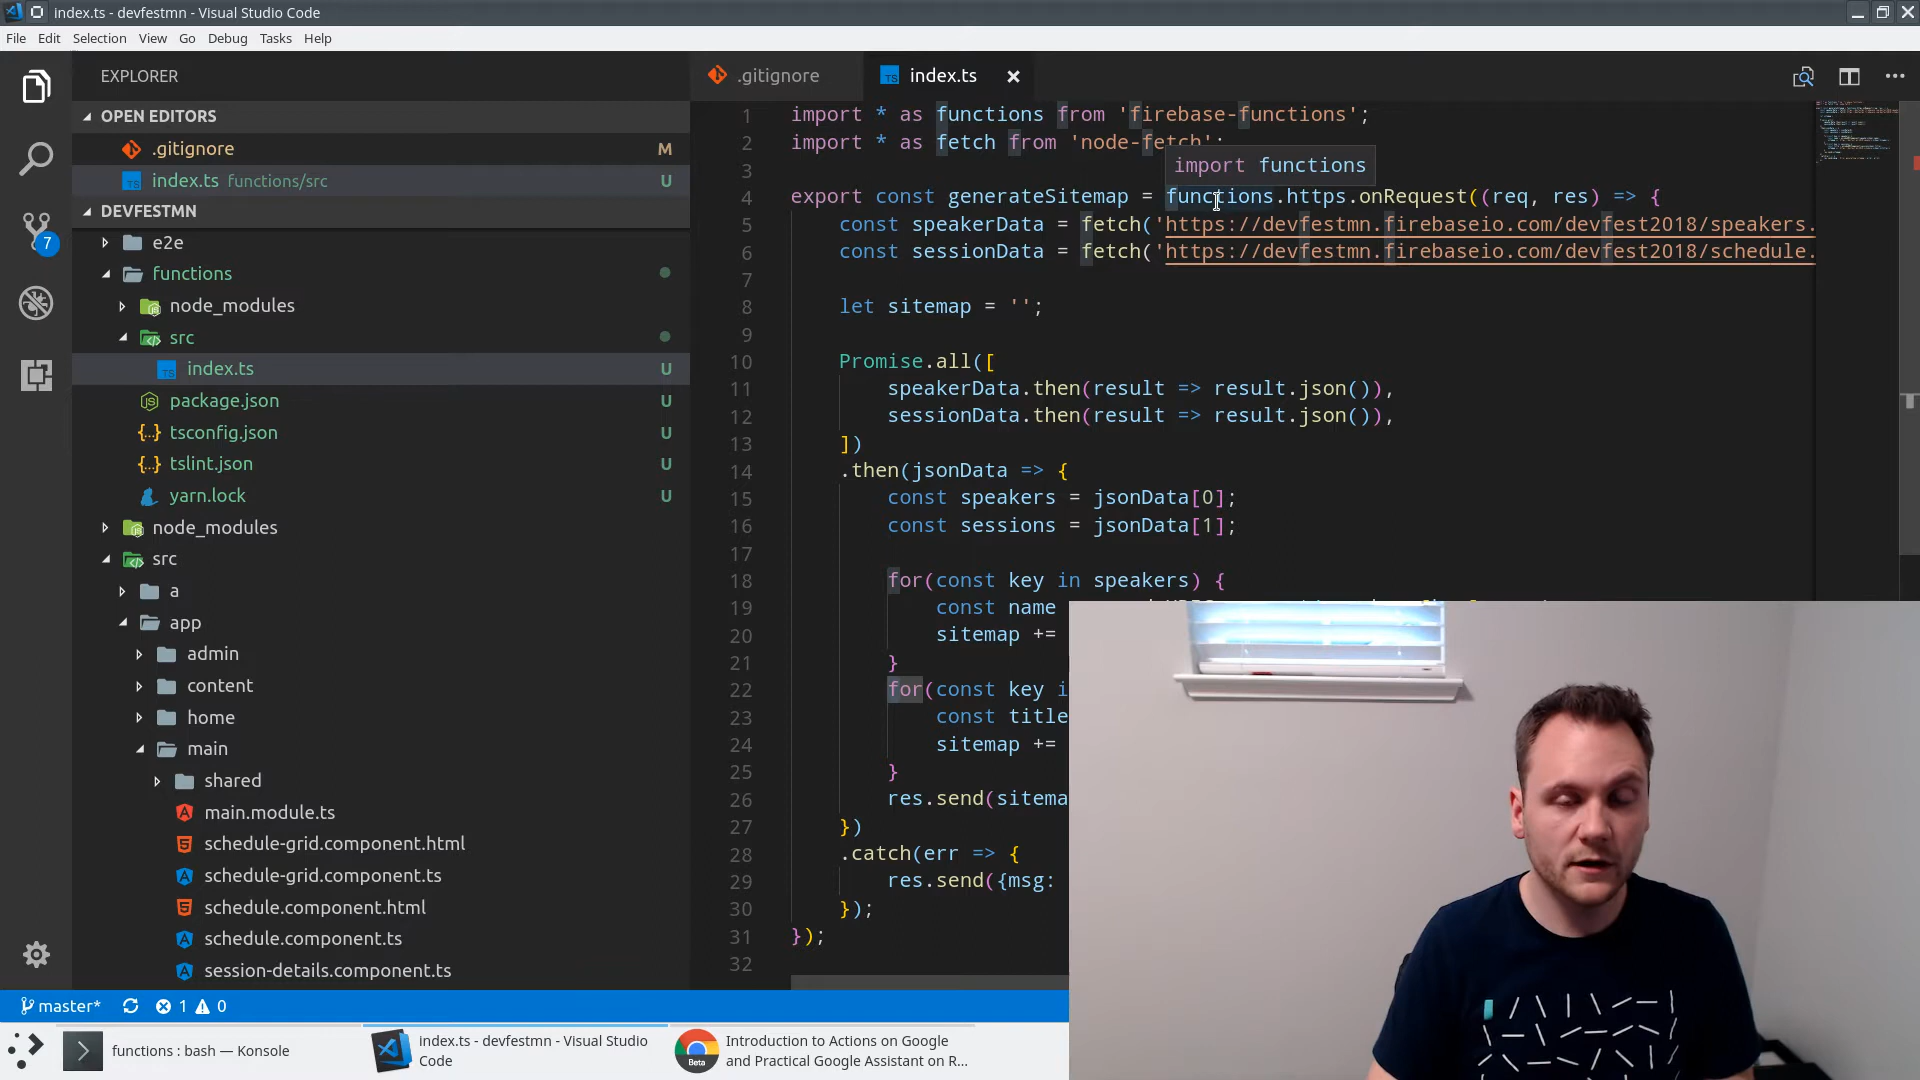 index.ts - devfestmn - Visual Studio Code
File Edit Selection View Go Debug Tasks Help
EXPLORER
OPEN EDITORS
.gitignore M
index.ts functions/src U
DEVFESTMN
e2e
functions
node_modules
src
index.ts U
package.json U
tsconfig.json U
tslint.json U
yarn.lock U
node_modules
src
a
app
admin
content
home
main
shared
main.module.ts
schedule-grid.component.html
schedule-grid.component.ts
schedule.component.html
schedule.component.ts
session-details.component.ts
7
.gitignore
index.ts
1 import * as functions from 'firebase-functions';
2 import * as fetch from 'node-fetch';
import functions
3
4 export const generateSitemap = functions.https.onRequest((req, res) => {
5 const speakerData = fetch('https://devfestmn.firebaseio.com/devfest2018/speakers.
6 const sessionData = fetch('https://devfestmn.firebaseio.com/devfest2018/schedule.
7
8 let sitemap = '';
9
10 Promise.all([
11 speakerData.then(result => result.json()),
12 sessionData.then(result => result.json()),
13 ])
14 .then(jsonData => {
15 const speakers = jsonData[0];
16 const sessions = jsonData[1];
17
18 for(const key in speakers) {
19 const name
20 sitemap +=
21 }
22 for(const key i
23 const title
24 sitemap +=
25 }
26 res.send(sitema
27 })
28 .catch(err => {
29 res.send({msg:
30 });
31 });
32
master* 1 0
functions : bash — Konsole
index.ts - devfestmn - Visual Studio
Code
Beta
Introduction to Actions on Google
and Practical Google Assistant on R...